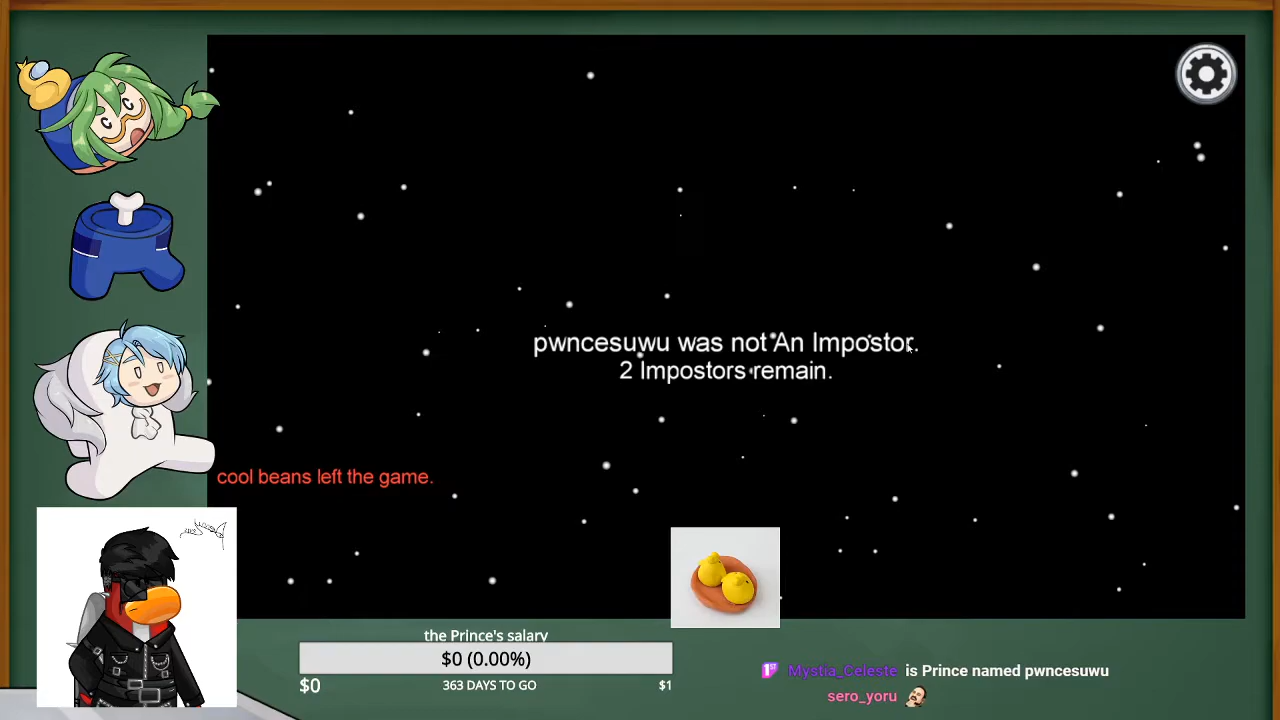 pwncesuwu was not An Impostor.
2 Impostors remain.
cool beans left the game.
the Prince's salary
$0 (0.00%)
$0
363 DAYS TO GO
$1
1ST Mystia_Celeste is Prince named pwncesuwu
sero_yoru